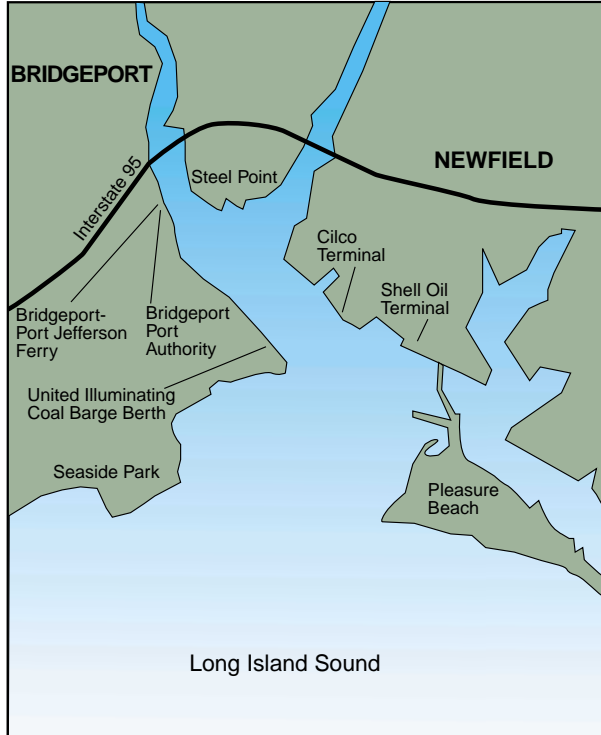 BRIDGEPORT
NEWFIELD
Steel Point
Interstate 95
Cilco
Terminal
Shell Oil
Terminal
Bridgeport-
Port Jefferson
Ferry
Bridgeport
Port
Authority
United Illuminating
Coal Barge Berth
Seaside Park
Pleasure
Beach
Long Island Sound